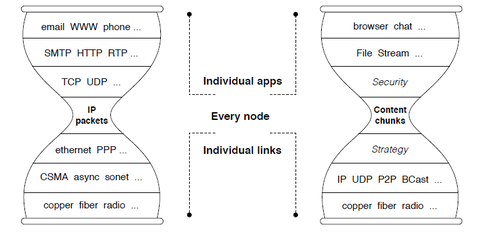 email WWW phone ...
SMTP HTTP RTP ...
TCP UDP ...
IP
packets
ethernet PPP ...
CSMA async sonet ...
copper fiber radio ...
Individual apps
Every node
Individual links
browser chat ...
File Stream ...
Security
Content
chunks
Strategy
IP UDP P2P BCast ...
copper fiber radio ...